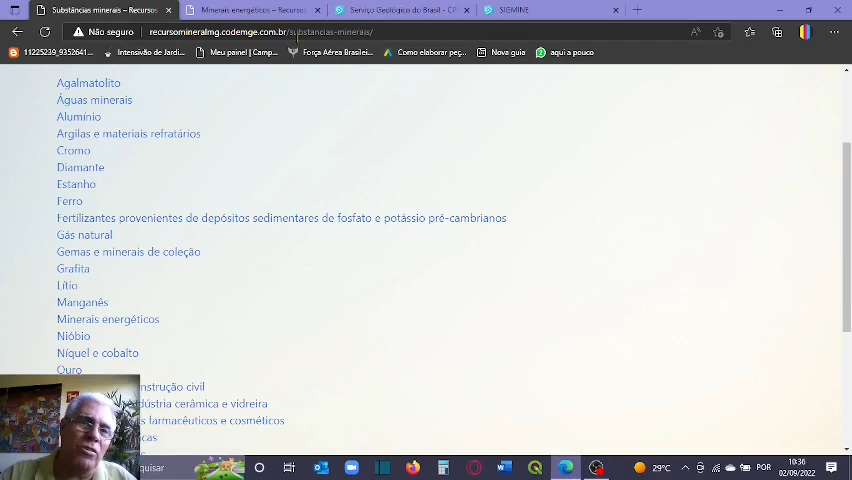 Substâncias minerais – Recursos
Minerais energéticos – Recursos
Serviço Geológico do Brasil - CP
SIGMINE
Não seguro
recursomineralmg.codemge.com.br/substancias-minerais/
11225239_9352641...
Intensivão de Jardi...
Meu painel | Camp...
Força Aérea Brasilei...
Como elaborar peç...
Nova guia
aqui a pouco
Agalmatolito
Águas minerais
Alumínio
Argilas e materiais refratários
Cromo
Diamante
Estanho
Ferro
Fertilizantes provenientes de depósitos sedimentares de fosfato e potássio pré-cambrianos
Gás natural
Gemas e minerais de coleção
Grafita
Lítio
Manganês
Minerais energéticos
Nióbio
Níquel e cobalto
Ouro
nstrução civil
dústria cerâmica e vidreira
s farmacêuticos e cosméticos
icas
quisar
29°C
POR
10:36
02/09/2022